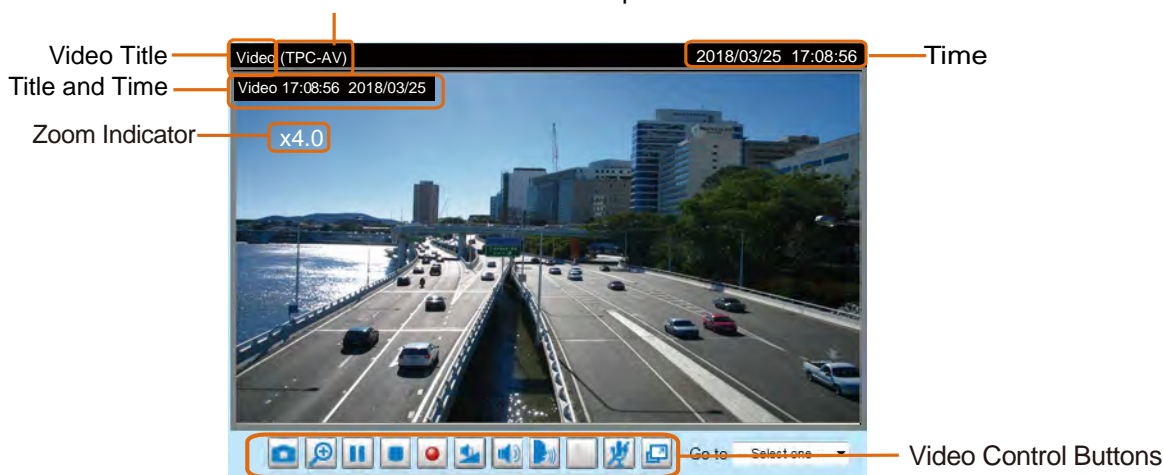 Video Title
Video (TPC-AV)
2018/03/25 17:08:56
Time
Title and Time
Video 17:08:56 2018/03/25
Zoom Indicator
x4.0
Go to
Select one
Video Control Buttons